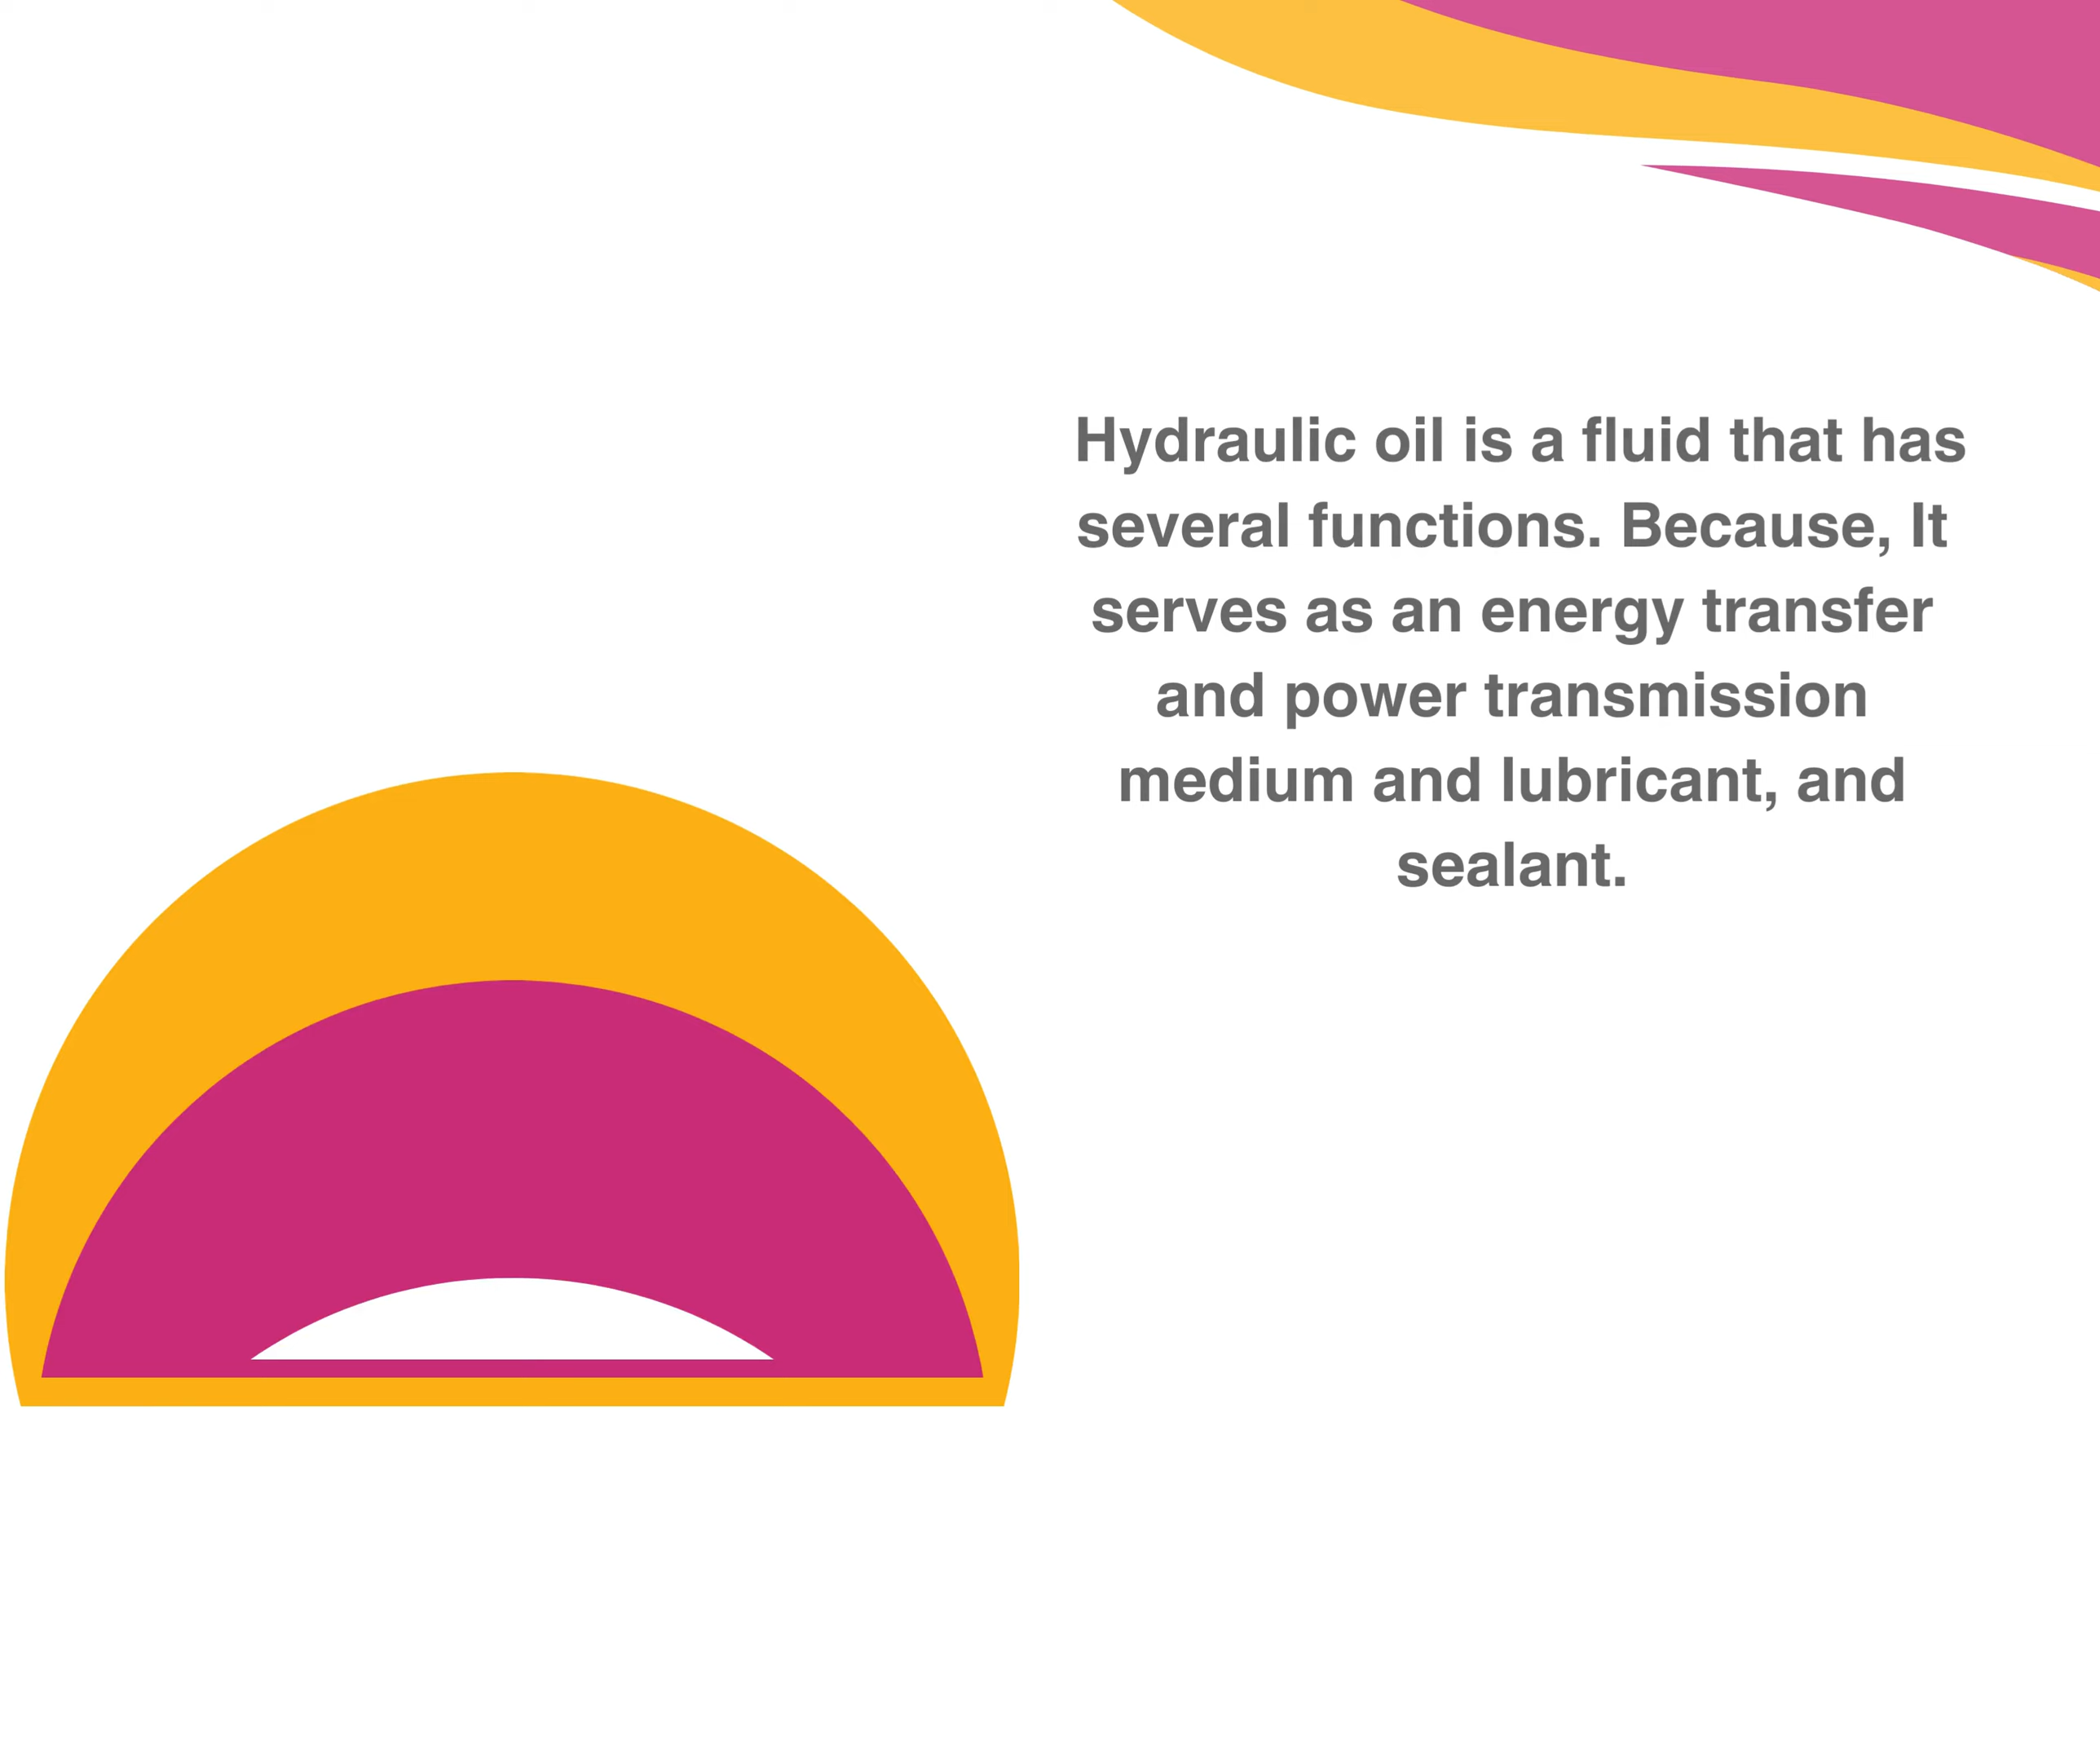 Hydraulic oil is a fluid that has
several functions. Because, It
serves as an energy transfer
and power transmission
medium and lubricant, and
sealant.